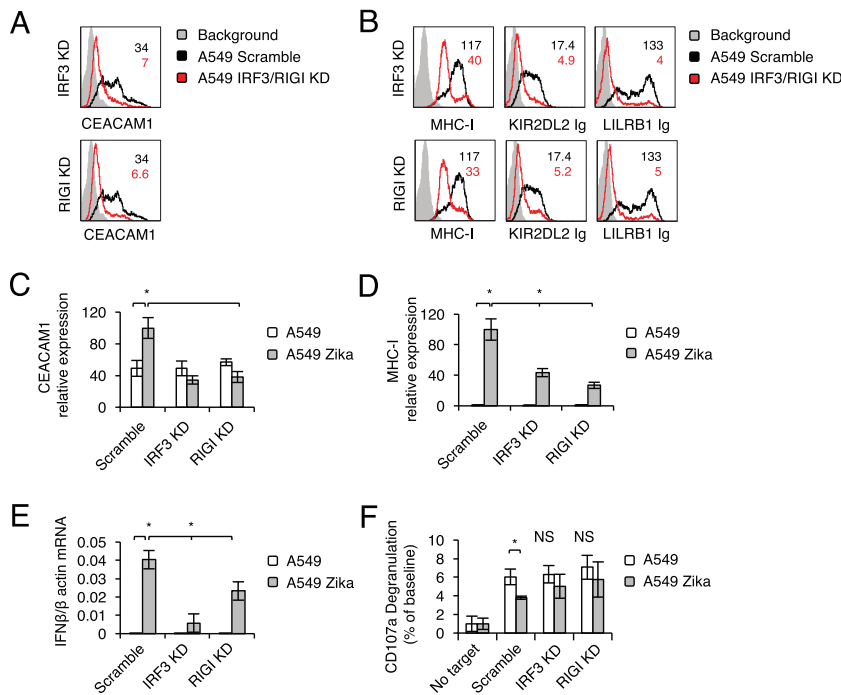 A
Background
A549 Scramble
A549 IRF3/RIGI KD
IRF3 KD
34
7
CEACAM1
RIGI KD
34
6.6
CEACAM1
B
Background
A549 Scramble
A549 IRF3/RIGI KD
IRF3 KD
117
40
17.4
4.9
133
4
MHC-I KIR2DL2 Ig LILRB1 Ig
RIGI KD
117
33
17.4
5.2
133
5
MHC-I KIR2DL2 Ig LILRB1 Ig
C
CEACAM1
relative expression
120
80
40
0
*
A549
A549 Zika
Scramble
IRF3 KD
RIGI KD
D
MHC-I
relative expression
120
80
40
0
* *
A549
A549 Zika
Scramble
IRF3 KD
RIGI KD
E
IFNβ/β actin mRNA
0.05
0.04
0.03
0.02
0.01
0
* *
A549
A549 Zika
Scramble
IRF3 KD
RIGI KD
F
CD107a Degranulation
(% of baseline)
10
8
6
4
2
0
* NS NS
A549
A549 Zika
No target
Scramble
IRF3 KD
RIGI KD